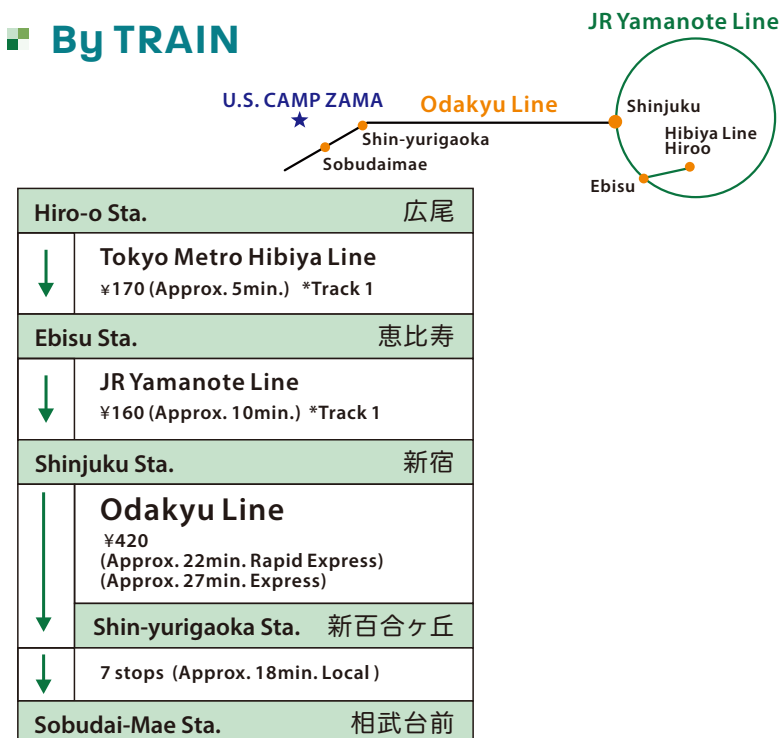 By TRAIN
JR Yamanote Line
U.S. CAMP ZAMA
Odakyu Line
Shinjuku
Hibiya Line
Hiroo
Shin-yurigaoka
Sobudaimae
Ebisu
Hiro-o Sta. 広尾
Tokyo Metro Hibiya Line
¥170 (Approx. 5min.) *Track 1
Ebisu Sta. 恵比寿
JR Yamanote Line
¥160 (Approx. 10min.) *Track 1
Shinjuku Sta. 新宿
Odakyu Line
¥420
(Approx. 22min. Rapid Express)
(Approx. 27min. Express)
Shin-yurigaoka Sta. 新百合ヶ丘
7 stops (Approx. 18min. Local )
Sobudai-Mae Sta. 相武台前